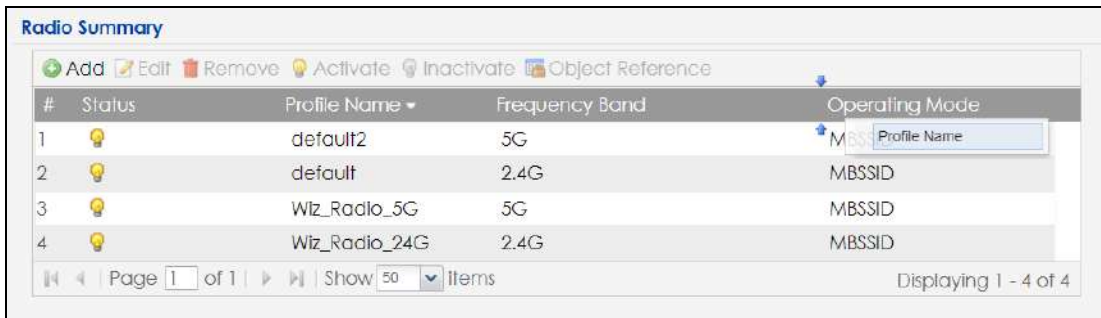 Radio Summary
Add Edit Remove Activate Inactivate Object Reference
# Status Profile Name Frequency Band Operating Mode
1 default2 5G MBSSID Profile Name
2 default 2.4G MBSSID
3 Wiz_Radio_5G 5G MBSSID
4 Wiz_Radio_24G 2.4G MBSSID
Page 1 of 1 Show 50 items Displaying 1 - 4 of 4